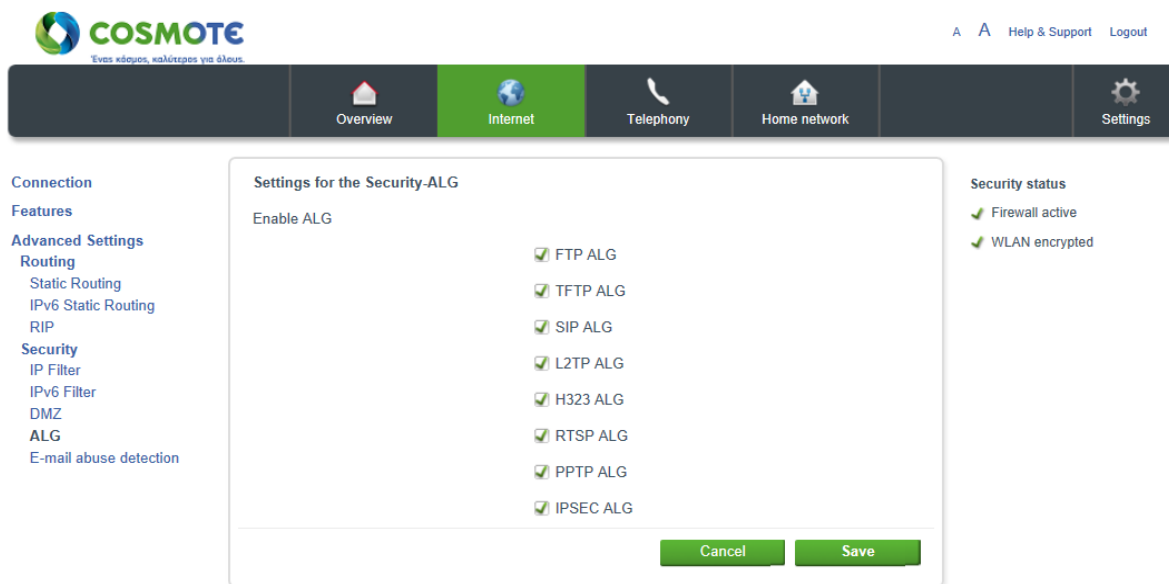 COSMOTE
Ένας κόσμος, καλύτερος για όλους.
A A Help & Support Logout
Overview
Internet
Telephony
Home network
Settings
Connection
Features
Advanced Settings
Routing
Static Routing
IPv6 Static Routing
RIP
Security
IP Filter
IPv6 Filter
DMZ
ALG
E-mail abuse detection
Settings for the Security-ALG
Enable ALG
FTP ALG
TFTP ALG
SIP ALG
L2TP ALG
H323 ALG
RTSP ALG
PPTP ALG
IPSEC ALG
Cancel
Save
Security status
Firewall active
WLAN encrypted